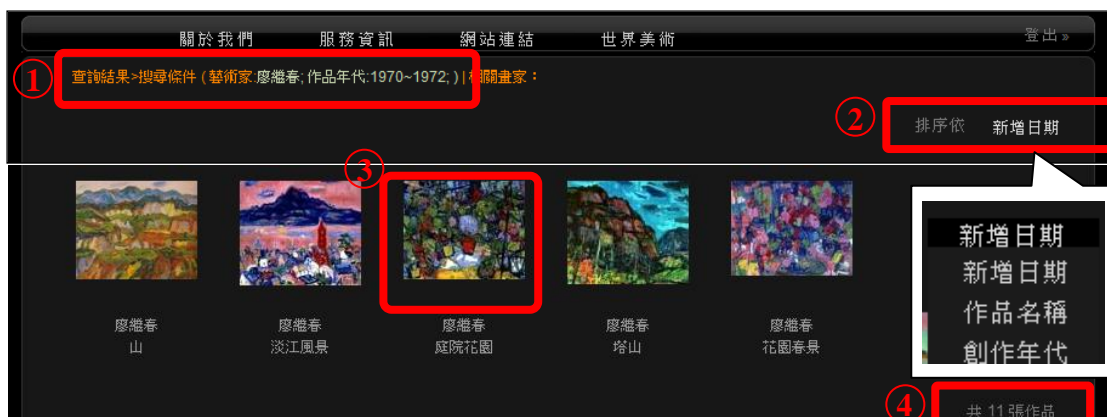 關於我們 服務資訊 網站連結 世界美術 登出»
① 查詢結果>搜尋條件 ( 藝術家:廖繼春; 作品年代:1970~1972; ) | 相關畫家：
② 排序依 新增日期
③
新增日期
新增日期
作品名稱
創作年代
廖繼春 廖繼春 廖繼春 廖繼春 廖繼春
山 淡江風景 庭院花園 塔山 花園春景
④ 共 11 張作品